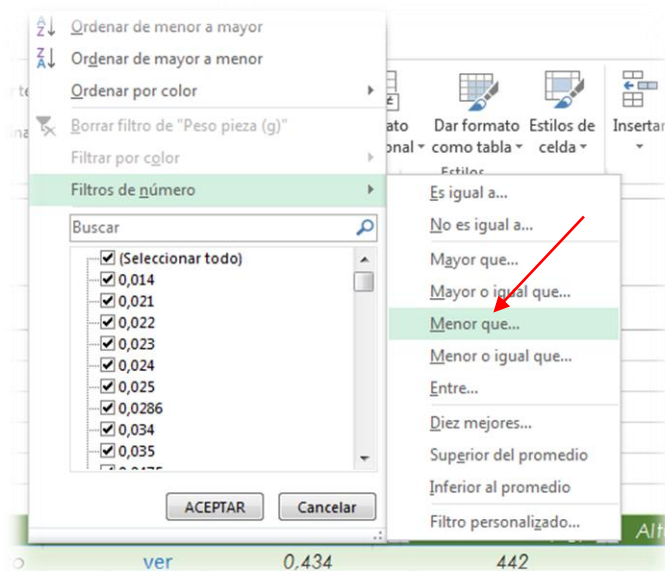 Ordenar de menor a mayor
Ordenar de mayor a menor
Ordenar por color
Borrar filtro de "Peso pieza (g)"
Filtrar por color
Filtros de número
Buscar
(Seleccionar todo)
0,014
0,021
0,022
0,023
0,024
0,025
0,0286
0,034
0,035
ACEPTAR Cancelar
Dar formato Estilos de Insertar
como tabla celda
Estilos
Es igual a...
No es igual a...
Mayor que...
Mayor o igual que...
Menor que...
Menor o igual que...
Entre...
Diez mejores...
Superior del promedio
Inferior al promedio
Filtro personalizado...
ver 0,434 442